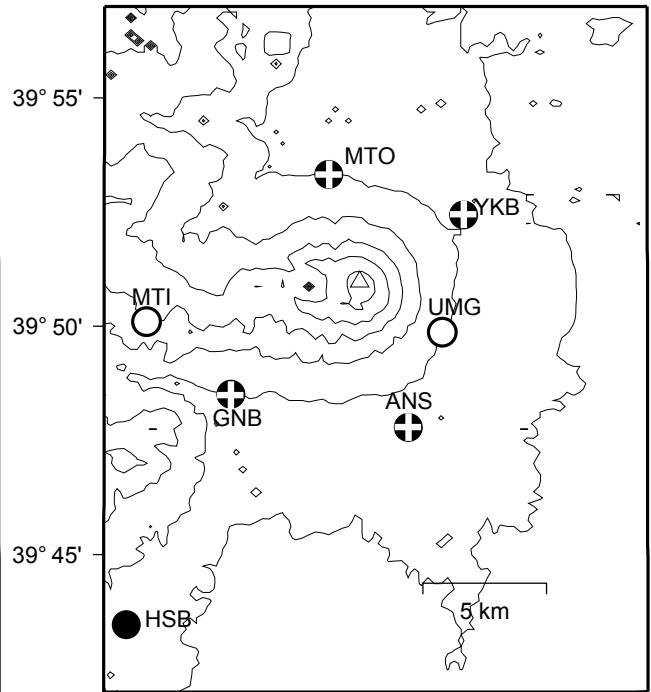 39° 55'
MTO
YKB
MTI
UMG
39° 50'
ANS
GNB
39° 45'
5 km
HSB